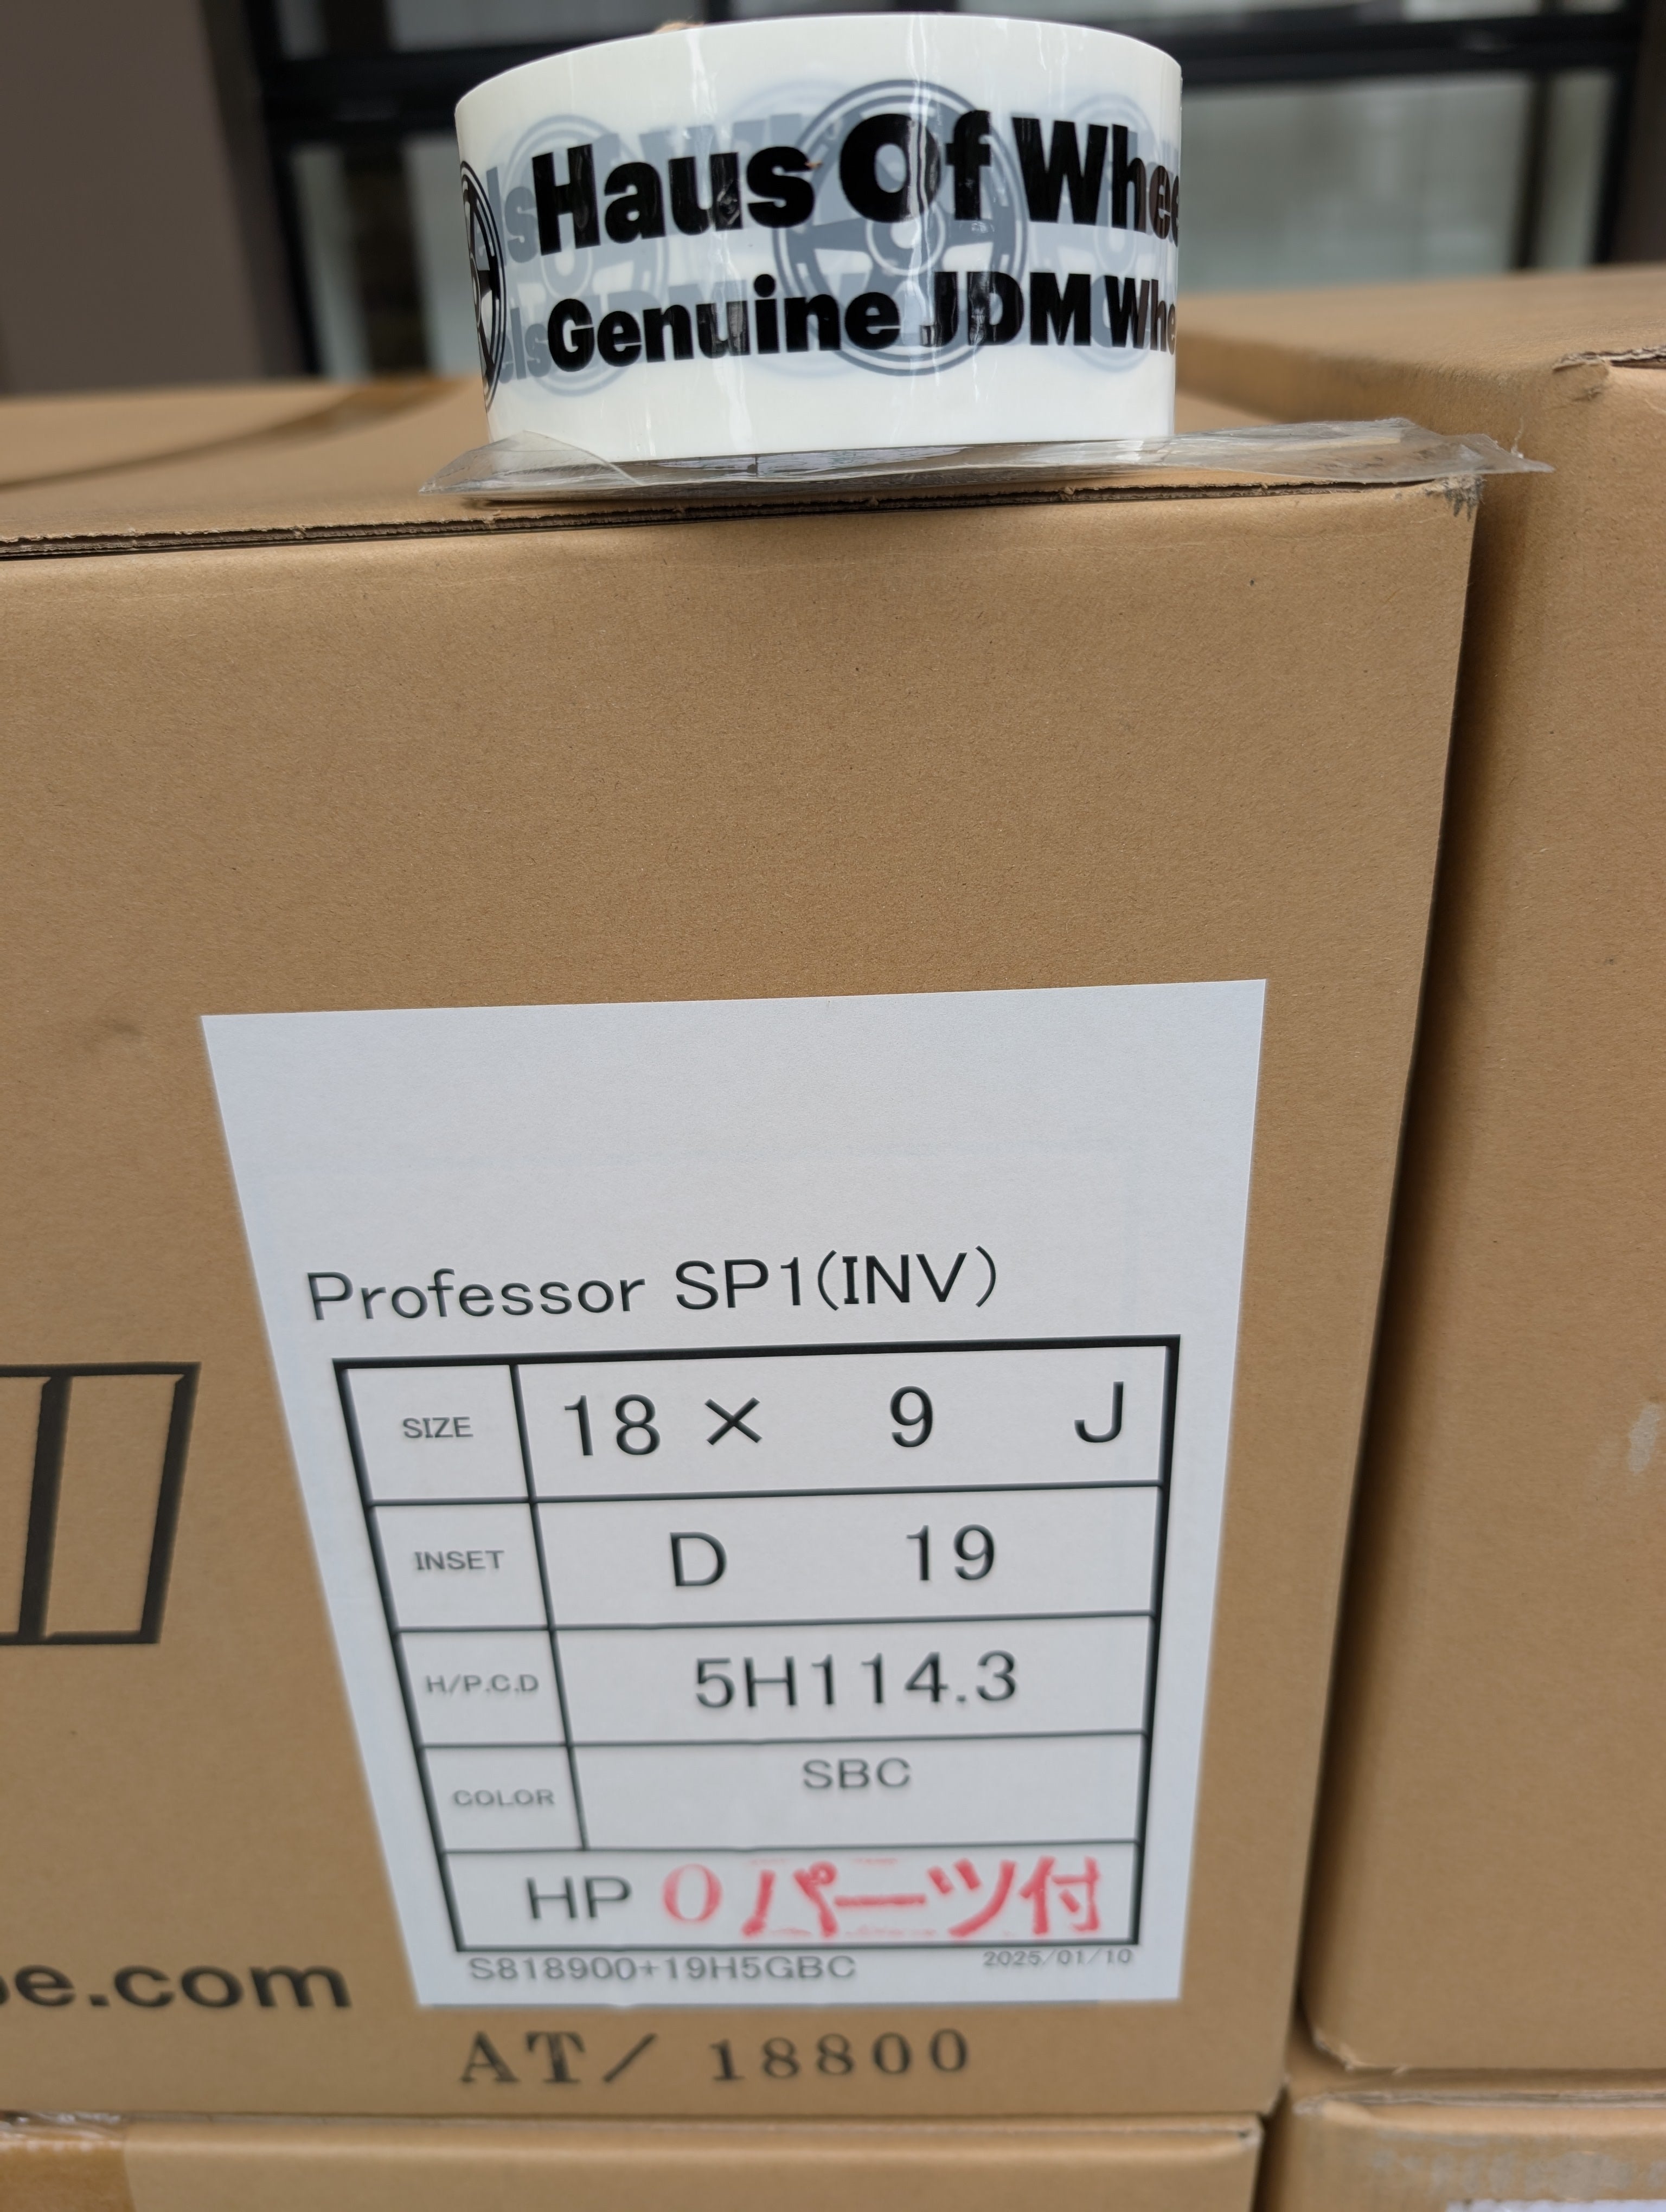 Haus Of Whee
Genuine JDM Whe
Professor SP1(INV)
SIZE 18 × 9 J
INSET D 19
H/P.C.D 5H114.3
COLOR SBC
HP 0 パーツ付
S818900+19H5GBC 2025/01/10
e.com
AT/ 18800